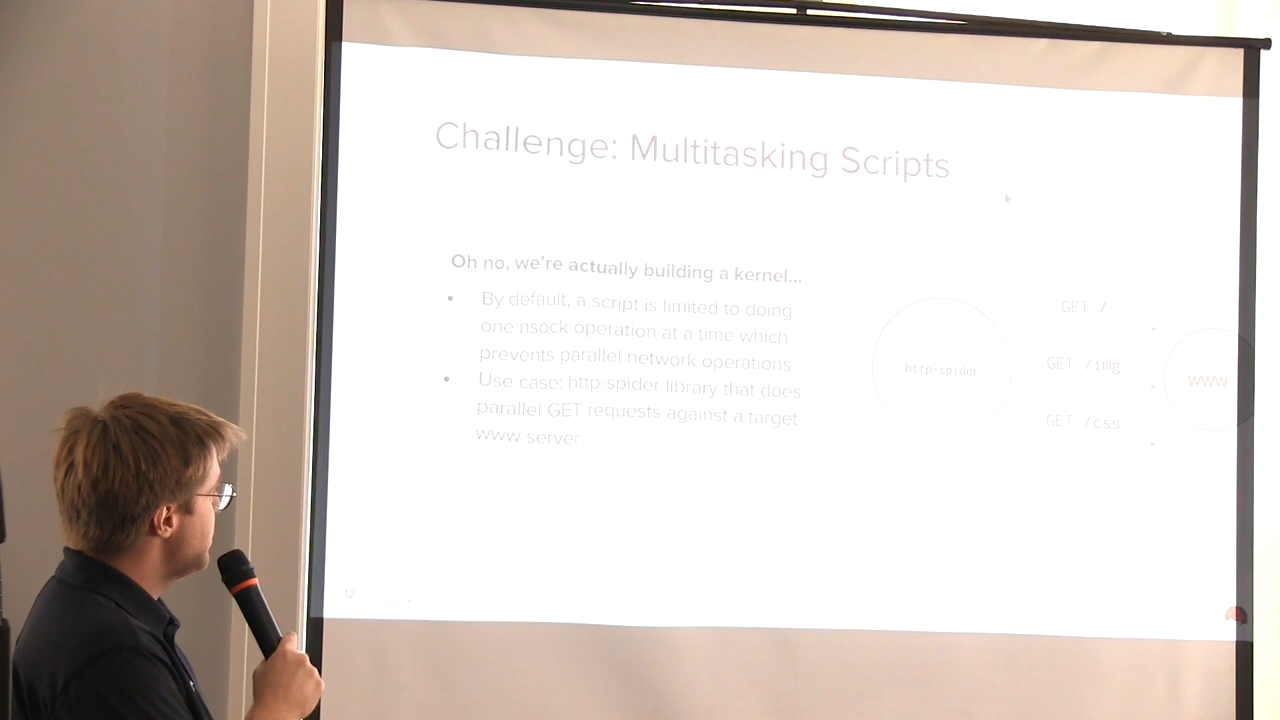 Challenge: Multitasking Scripts
Oh no, we're actually building a kernel...
• By default, a script is limited to doing
one nsock operation at a time which
prevents parallel network operations.
• Use case: http-spider library that does
parallel GET requests against a target
www server.
http-spider
GET /
GET /img
GET /css
www
12